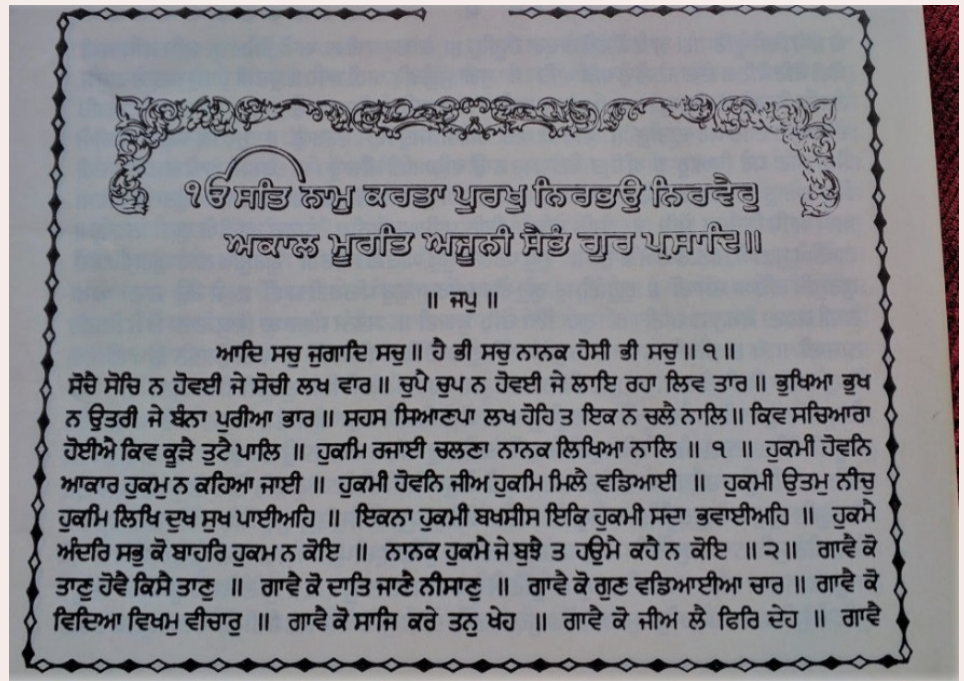 ੴ ਸਤਿ ਨਾਮੁ ਕਰਤਾ ਪੁਰਖੁ ਨਿਰਭਉ ਨਿਰਵੈਰੁ
ਅਕਾਲ ਮੂਰਤਿ ਅਜੂਨੀ ਸੈਭੰ ਗੁਰ ਪ੍ਰਸਾਦਿ॥
॥ ਜਪੁ ॥
ਆਦਿ ਸਚੁ ਜੁਗਾਦਿ ਸਚੁ॥ ਹੈ ਭੀ ਸਚੁ ਨਾਨਕ ਹੋਸੀ ਭੀ ਸਚੁ॥ ੧॥
ਸੋਚੈ ਸੋਚਿ ਨ ਹੋਵਈ ਜੇ ਸੋਚੀ ਲਖ ਵਾਰ॥ ਚੁਪੈ ਚੁਪ ਨ ਹੋਵਈ ਜੇ ਲਾਇ ਰਹਾ ਲਿਵ ਤਾਰ॥ ਭੁਖਿਆ ਭੁਖ
ਨ ਉਤਰੀ ਜੇ ਬੰਨਾ ਪੁਰੀਆ ਭਾਰ॥ ਸਹਸ ਸਿਆਣਪਾ ਲਖ ਹੋਹਿ ਤ ਇਕ ਨ ਚਲੈ ਨਾਲਿ॥ ਕਿਵ ਸਚਿਆਰਾ
ਹੋਈਐ ਕਿਵ ਕੂੜੈ ਤੁਟੈ ਪਾਲਿ ॥ ਹੁਕਮਿ ਰਜਾਈ ਚਲਣਾ ਨਾਨਕ ਲਿਖਿਆ ਨਾਲਿ ॥ ੧ ॥ ਹੁਕਮੀ ਹੋਵਨਿ
ਆਕਾਰ ਹੁਕਮੁ ਨ ਕਹਿਆ ਜਾਈ ॥ ਹੁਕਮੀ ਹੋਵਨਿ ਜੀਅ ਹੁਕਮਿ ਮਿਲੈ ਵਡਿਆਈ ॥ ਹੁਕਮੀ ਉਤਮੁ ਨੀਚੁ
ਹੁਕਮਿ ਲਿਖਿ ਦੁਖ ਸੁਖ ਪਾਈਅਹਿ ॥ ਇਕਨਾ ਹੁਕਮੀ ਬਖਸੀਸ ਇਕਿ ਹੁਕਮੀ ਸਦਾ ਭਵਾਈਅਹਿ ॥ ਹੁਕਮੈ
ਅੰਦਰਿ ਸਭੁ ਕੋ ਬਾਹਰਿ ਹੁਕਮ ਨ ਕੋਇ ॥ ਨਾਨਕ ਹੁਕਮੈ ਜੇ ਬੁਝੈ ਤ ਹਉਮੈ ਕਹੈ ਨ ਕੋਇ ॥੨॥ ਗਾਵੈ ਕੋ
ਤਾਣੁ ਹੋਵੈ ਕਿਸੈ ਤਾਣੁ ॥ ਗਾਵੈ ਕੋ ਦਾਤਿ ਜਾਣੈ ਨੀਸਾਣੁ ॥ ਗਾਵੈ ਕੋ ਗੁਣ ਵਡਿਆਈਆ ਚਾਰ ॥ ਗਾਵੈ ਕੋ
ਵਿਦਿਆ ਵਿਖਮੁ ਵੀਚਾਰੁ ॥ ਗਾਵੈ ਕੋ ਸਾਜਿ ਕਰੇ ਤਨੁ ਖੇਹ ॥ ਗਾਵੈ ਕੋ ਜੀਅ ਲੈ ਫਿਰਿ ਦੇਹ ॥ ਗਾਵੈ